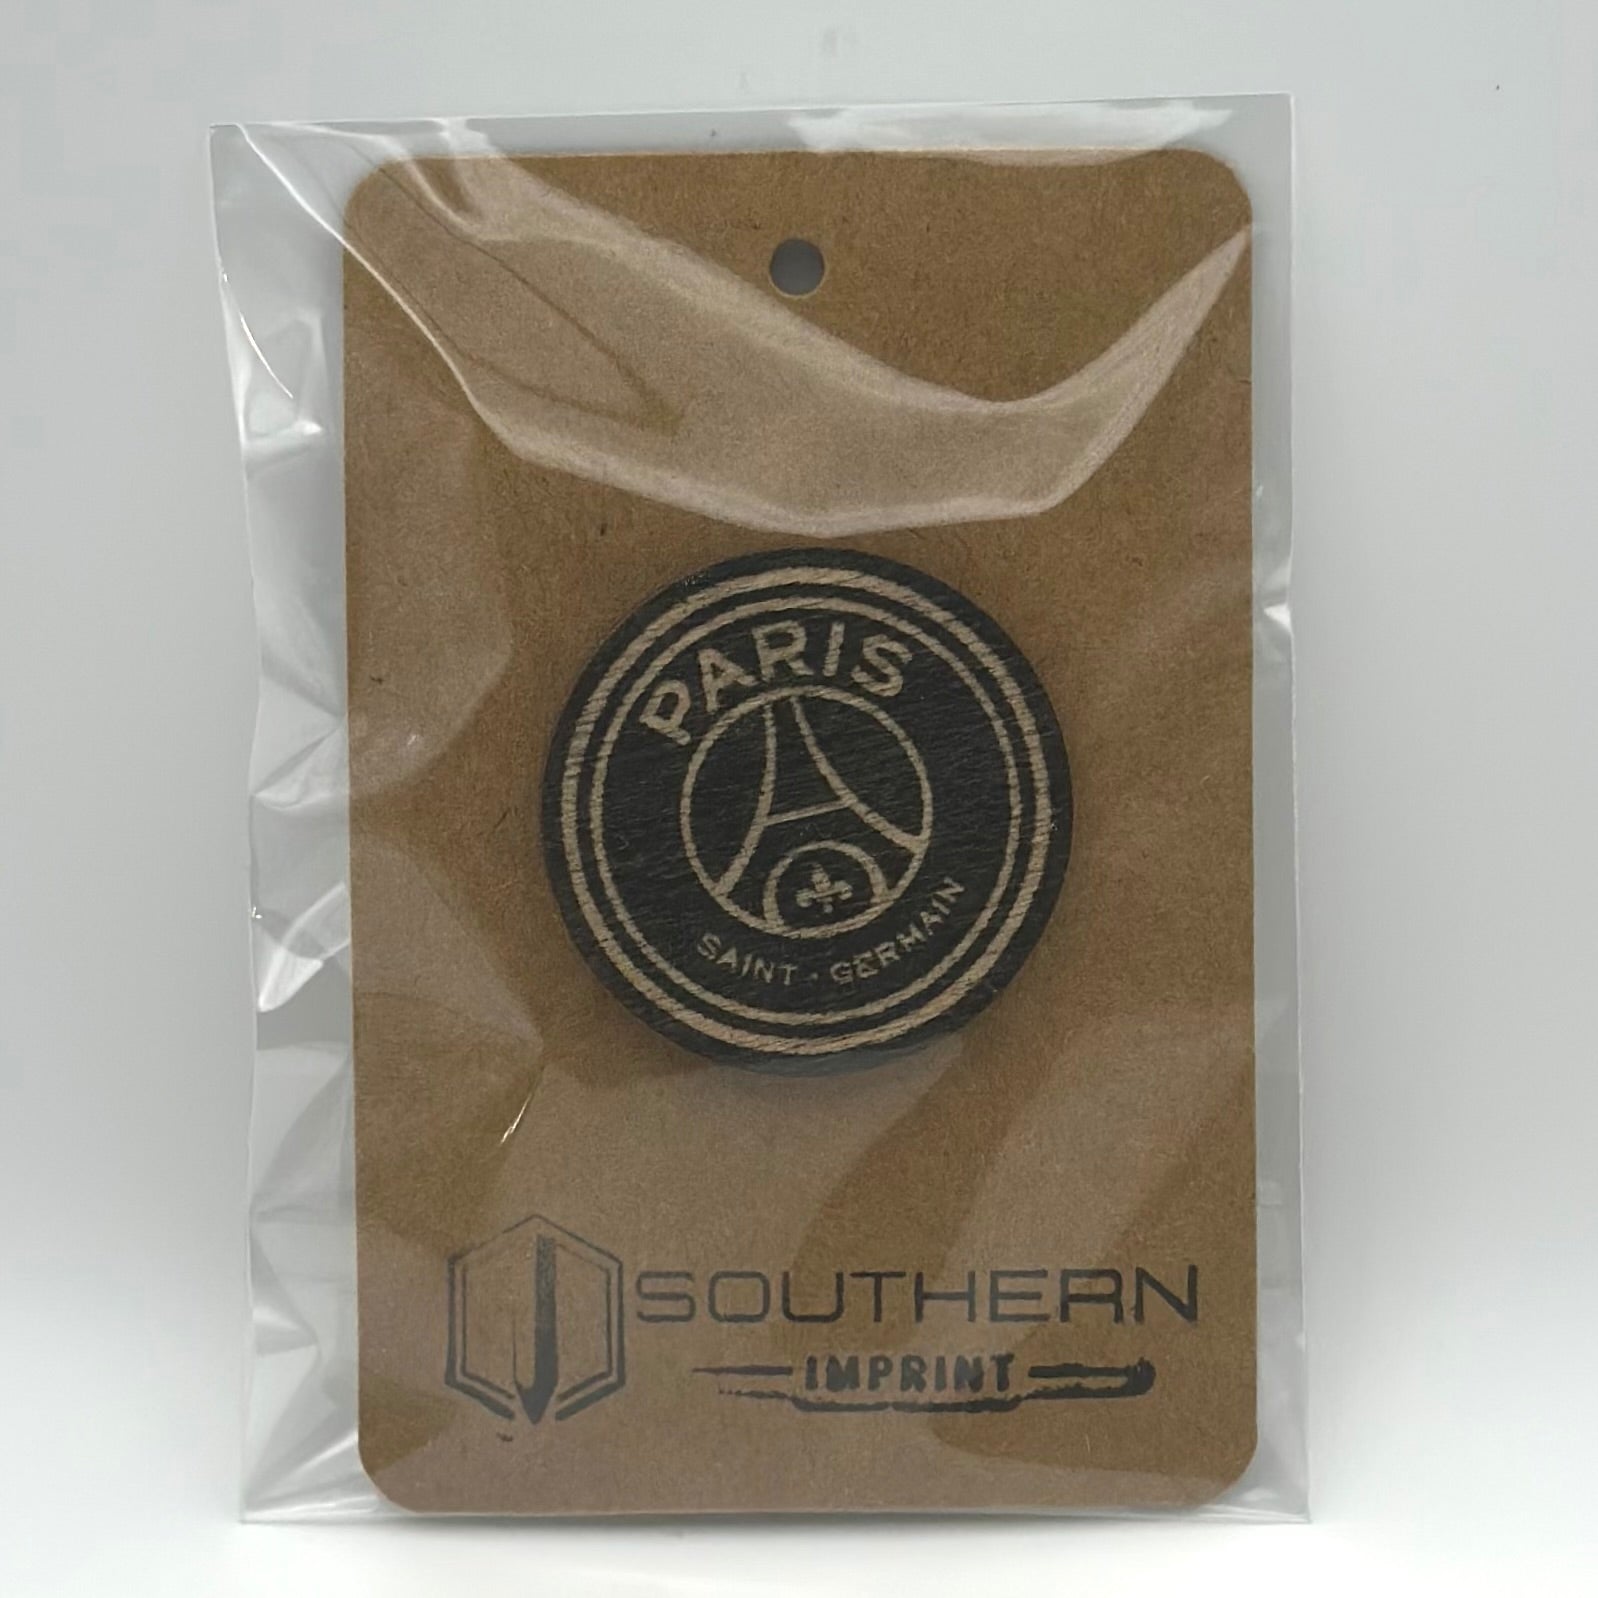 PARIS
SAINT · GERMAIN
SOUTHERN
IMPRINT